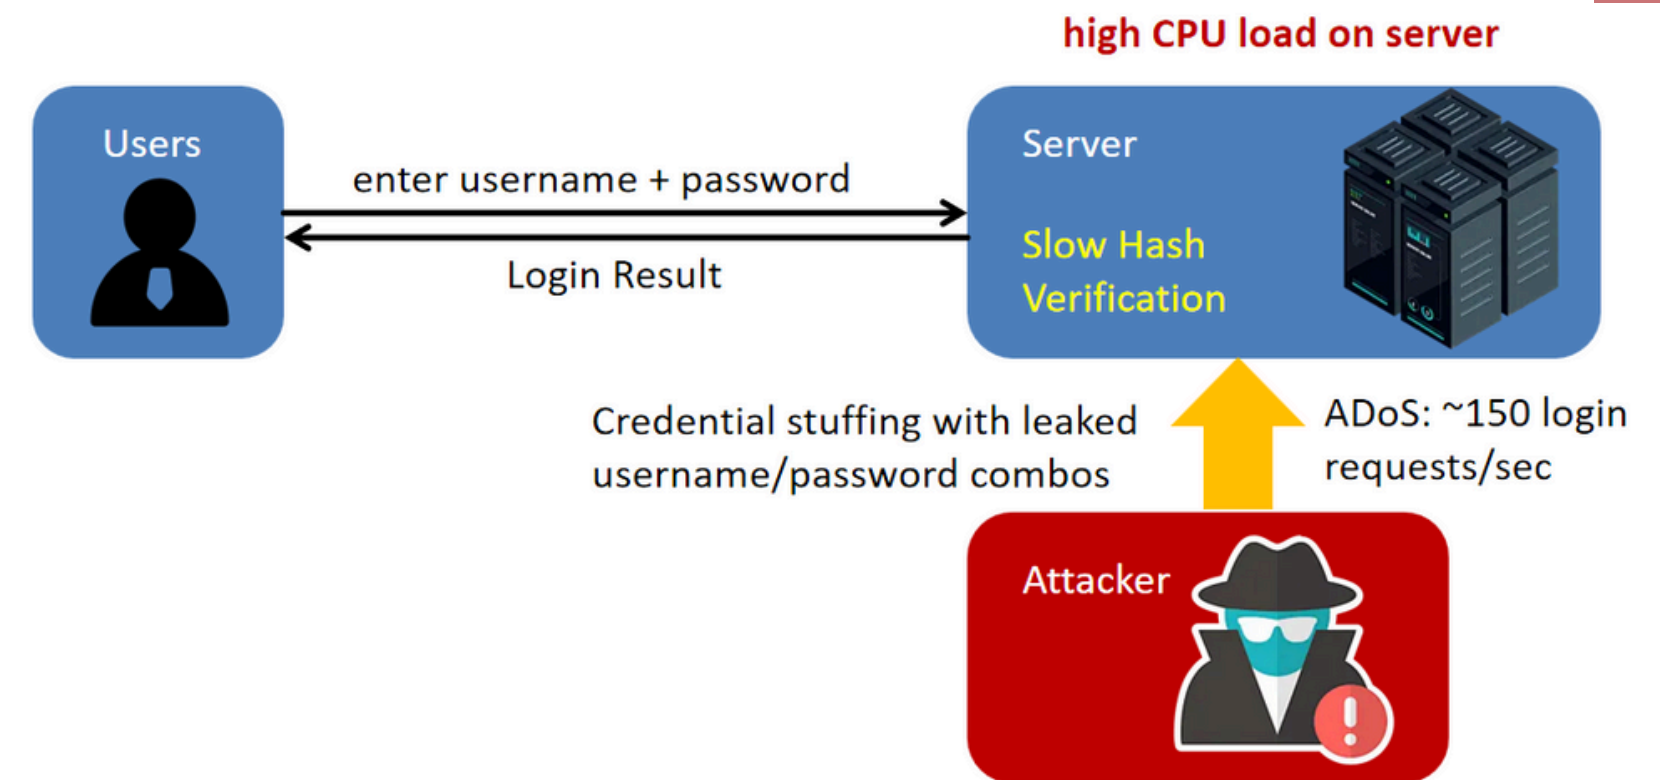 high CPU load on server
Users
enter username + password
Login Result
Server
Slow Hash
Verification
Credential stuffing with leaked
username/password combos
ADoS: ~150 login
requests/sec
Attacker